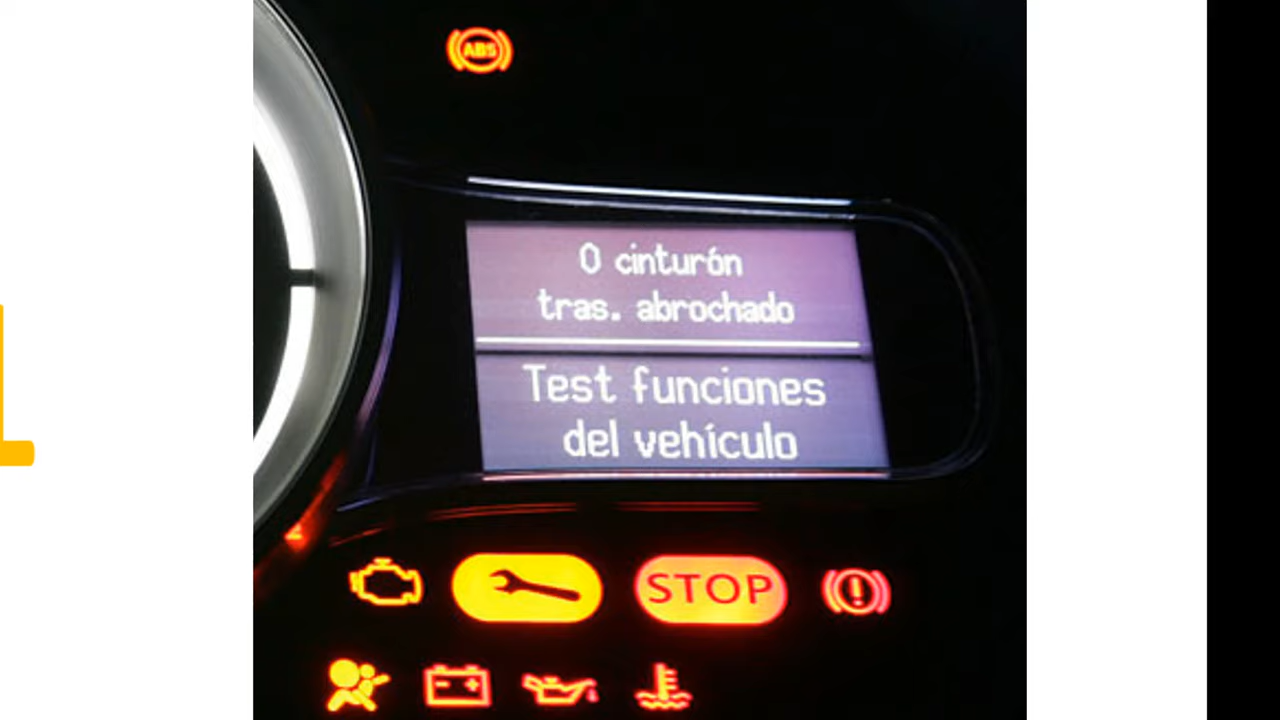 ABS
0 cinturón
tras. abrochado
Test funciones
del vehículo
STOP